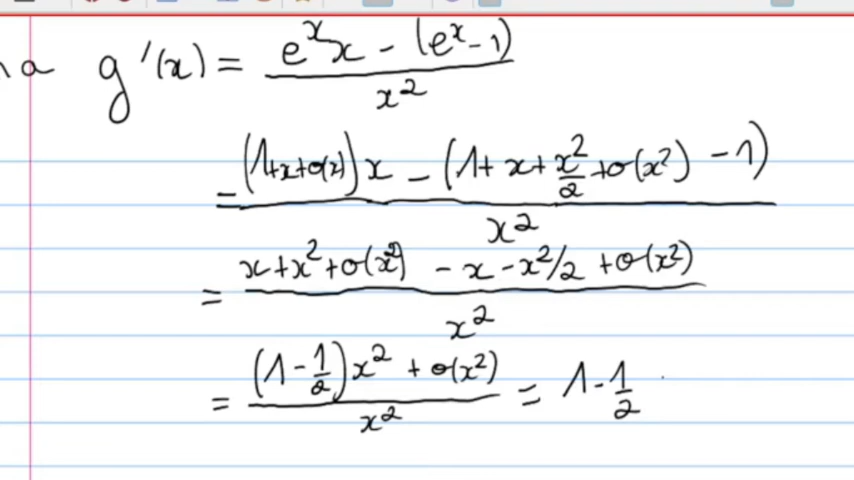 a g'(x) = (e^x x - (e^x - 1)) / x^2
= ((1+x+o(x))x - (1+x+x^2/2+o(x^2) - 1)) / x^2
= (x+x^2+o(x^2) - x - x^2/2 + o(x^2)) / x^2
= ((1 - 1/2)x^2 + o(x^2)) / x^2 = 1 - 1/2